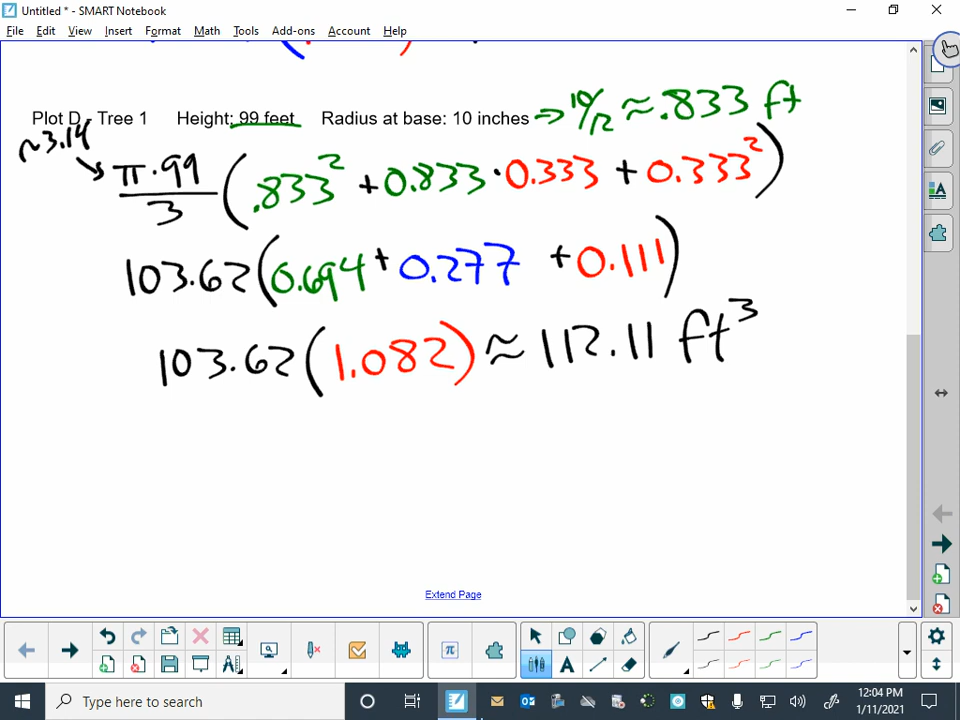 Untitled * - SMART Notebook
File Edit View Insert Format Math Tools Add-ons Account Help
Plot D - Tree 1 Height: 99 feet Radius at base: 10 inches → 10/12 ≈ .833 ft
~3.14
π·99/3 (.833² + 0.833·0.333 + 0.333²)
103.62(0.694 + 0.277 + 0.111)
103.62(1.082) ≈ 112.11 ft³
Extend Page
Type here to search
12:04 PM
1/11/2021